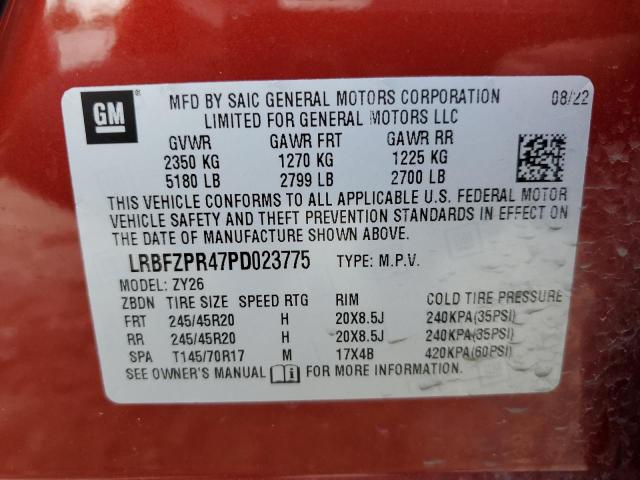 GM
MFD BY SAIC GENERAL MOTORS CORPORATION 08/22
LIMITED FOR GENERAL MOTORS LLC
GVWR GAWR FRT GAWR RR
2350 KG 1270 KG 1225 KG
5180 LB 2799 LB 2700 LB
THIS VEHICLE CONFORMS TO ALL APPLICABLE U.S. FEDERAL MOTOR
VEHICLE SAFETY AND THEFT PREVENTION STANDARDS IN EFFECT ON
THE DATE OF MANUFACTURE SHOWN ABOVE.
LRBFZPR47PD023775 TYPE: M.P.V.
MODEL: ZY26
ZBDN TIRE SIZE SPEED RTG RIM COLD TIRE PRESSURE
FRT 245/45R20 H 20X8.5J 240KPA(35PSI)
RR 245/45R20 H 20X8.5J 240KPA(35PSI)
SPA T145/70R17 M 17X4B 420KPA(60PSI)
SEE OWNER'S MANUAL FOR MORE INFORMATION.